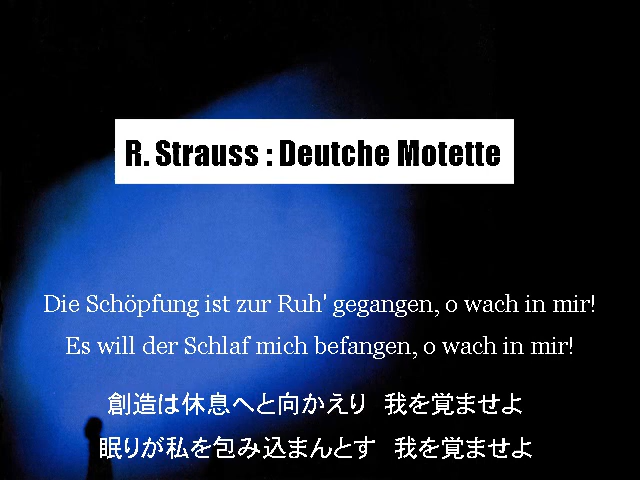 R. Strauss : Deutche Motette
Die Schöpfung ist zur Ruh' gegangen, o wach in mir!
Es will der Schlaf mich befangen, o wach in mir!
創造は休息へと向かえり 我を覚ませよ
眠りが私を包み込まんとす 我を覚ませよ